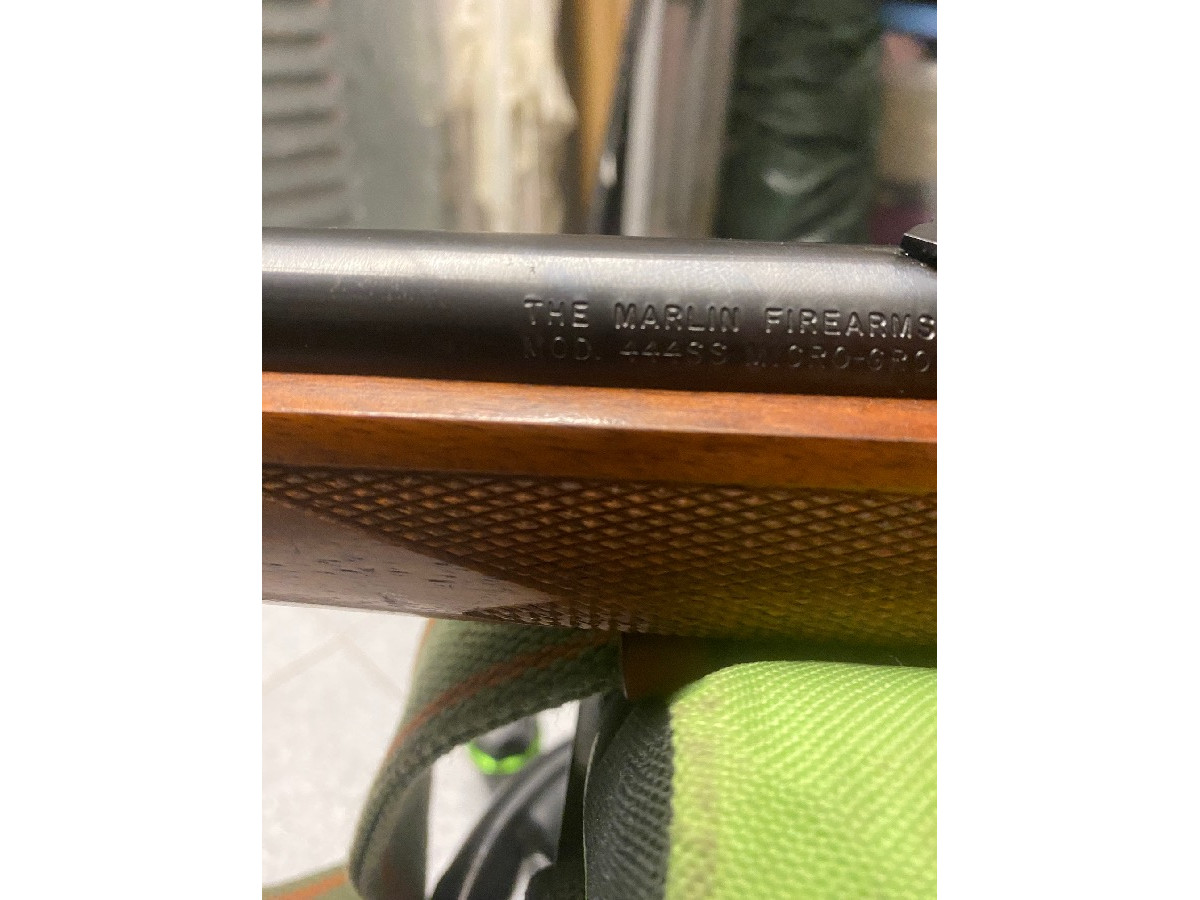 THE MARLIN FIREARMS
MOD. 444SS MICRO-GRO